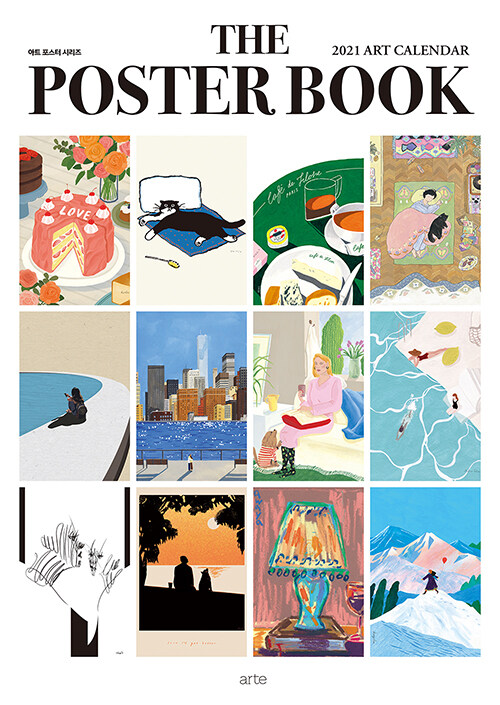 THE
아트 포스터 시리즈
2021 ART CALENDAR
POSTER BOOK
LOVE
Café de Flore
PARIS
arte